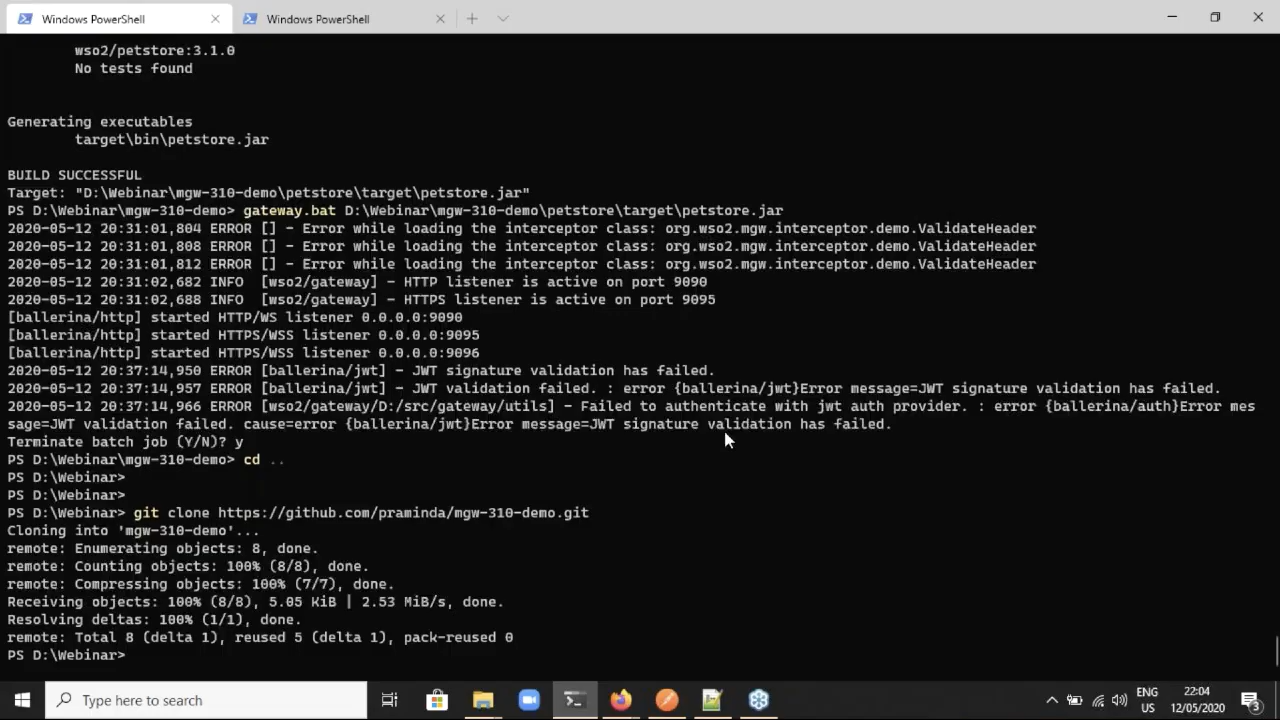 Windows PowerShell
Windows PowerShell
wso2/petstore:3.1.0
No tests found
Generating executables
target\bin\petstore.jar
BUILD SUCCESSFUL
Target: "D:\Webinar\mgw-310-demo\petstore\target\petstore.jar"
PS D:\Webinar\mgw-310-demo> gateway.bat D:\Webinar\mgw-310-demo\petstore\target\petstore.jar
2020-05-12 20:31:01,804 ERROR [] - Error while loading the interceptor class: org.wso2.mgw.interceptor.demo.ValidateHeader
2020-05-12 20:31:01,808 ERROR [] - Error while loading the interceptor class: org.wso2.mgw.interceptor.demo.ValidateHeader
2020-05-12 20:31:01,812 ERROR [] - Error while loading the interceptor class: org.wso2.mgw.interceptor.demo.ValidateHeader
2020-05-12 20:31:02,682 INFO  [wso2/gateway] - HTTP listener is active on port 9090
2020-05-12 20:31:02,688 INFO  [wso2/gateway] - HTTPS listener is active on port 9095
[ballerina/http] started HTTP/WS listener 0.0.0.0:9090
[ballerina/http] started HTTPS/WSS listener 0.0.0.0:9095
[ballerina/http] started HTTPS/WSS listener 0.0.0.0:9096
2020-05-12 20:37:14,950 ERROR [ballerina/jwt] - JWT signature validation has failed.
2020-05-12 20:37:14,957 ERROR [ballerina/jwt] - JWT validation failed. : error {ballerina/jwt}Error message=JWT signature validation has failed.
2020-05-12 20:37:14,966 ERROR [wso2/gateway/D:/src/gateway/utils] - Failed to authenticate with jwt auth provider. : error {ballerina/auth}Error mes
sage=JWT validation failed. cause=error {ballerina/jwt}Error message=JWT signature validation has failed.
Terminate batch job (Y/N)? y
PS D:\Webinar\mgw-310-demo> cd ..
PS D:\Webinar>
PS D:\Webinar>
PS D:\Webinar> git clone https://github.com/praminda/mgw-310-demo.git
Cloning into 'mgw-310-demo'...
remote: Enumerating objects: 8, done.
remote: Counting objects: 100% (8/8), done.
remote: Compressing objects: 100% (7/7), done.
Receiving objects: 100% (8/8), 5.05 KiB | 2.53 MiB/s, done.
Resolving deltas: 100% (1/1), done.
remote: Total 8 (delta 1), reused 5 (delta 1), pack-reused 0
PS D:\Webinar>
Type here to search
ENG
US
22:04
12/05/2020
3